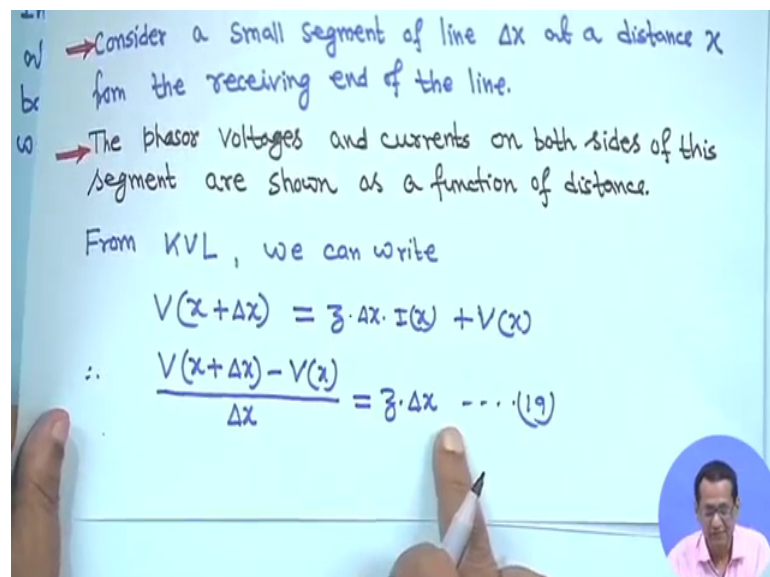 → Consider a small segment of line Δx at a distance x
from the receiving end of the line.
→ The phasor voltages and currents on both sides of this
segment are shown as a function of distance.
From KVL, we can write
V(x+Δx) = z·Δx·I(x) + V(x)
∴ V(x+Δx) - V(x) / Δx = z·Δx ----(19)